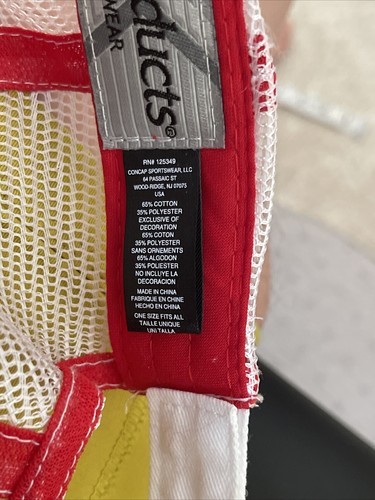 ducts®
WEAR
RN# 125349
CONCAP SPORTSWEAR, LLC
64 PASSAIC ST
WOOD-RIDGE, NJ 07075
USA
65% COTTON
35% POLYESTER
EXCLUSIVE OF
DECORATION
65% COTON
35% POLYESTER
SANS ORNEMENTS
65% ALGODON
35% POLIESTER
NO INCLUYE LA
DECORACION
MADE IN CHINA
FABRIQUE EN CHINE
HECHO EN CHINA
ONE SIZE FITS ALL
TAILLE UNIQUE
UNI TALLA